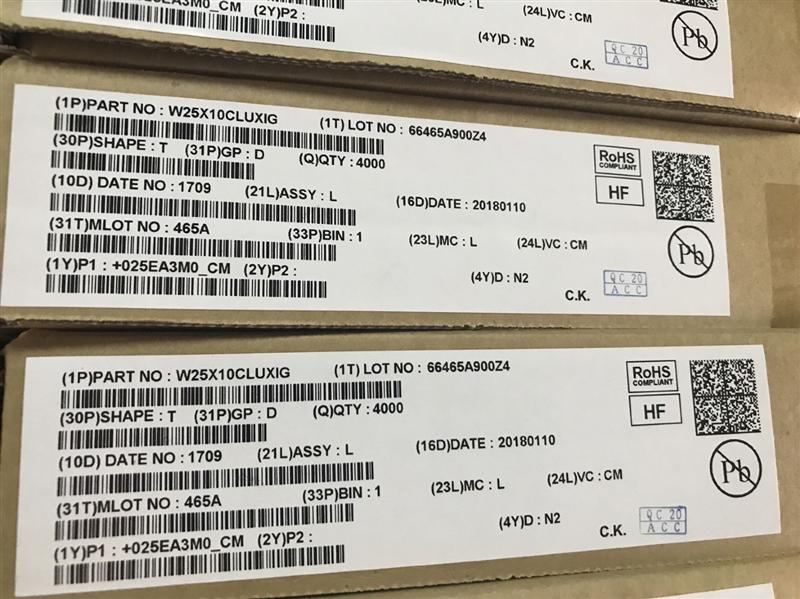 (2Y)P2 :
(24L)VC : CM
(4Y)D : N2
C.K.
QC 20
ACC
Pb
(1P)PART NO : W25X10CLUXIG (1T) LOT NO : 66465A900Z4
(30P)SHAPE : T (31P)GP : D (Q)QTY : 4000
(10D) DATE NO : 1709 (21L)ASSY : L (16D)DATE : 20180110
(31T)MLOT NO : 465A (33P)BIN : 1 (23L)MC : L (24L)VC : CM
(1Y)P1 : +025EA3M0_CM (2Y)P2 : (4Y)D : N2
C.K.
QC 20
ACC
RoHS
COMPLIANT
HF
Pb
(1P)PART NO : W25X10CLUXIG (1T) LOT NO : 66465A900Z4
(30P)SHAPE : T (31P)GP : D (Q)QTY : 4000
(10D) DATE NO : 1709 (21L)ASSY : L (16D)DATE : 20180110
(31T)MLOT NO : 465A (33P)BIN : 1 (23L)MC : L (24L)VC : CM
(1Y)P1 : +025EA3M0_CM (2Y)P2 : (4Y)D : N2
C.K.
QC 20
ACC
RoHS
COMPLIANT
HF
Pb